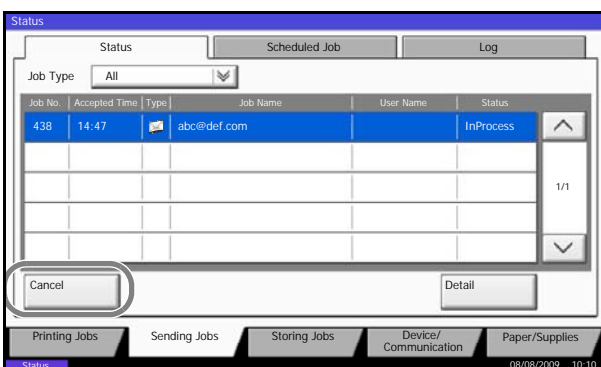 Status
Status Scheduled Job Log
Job Type All
Job No. Accepted Time Type Job Name User Name Status
438 14:47 abc@def.com InProcess
1/1
Cancel Detail
Printing Jobs Sending Jobs Storing Jobs Device/ Communication Paper/Supplies
Status 08/08/2009 10:10